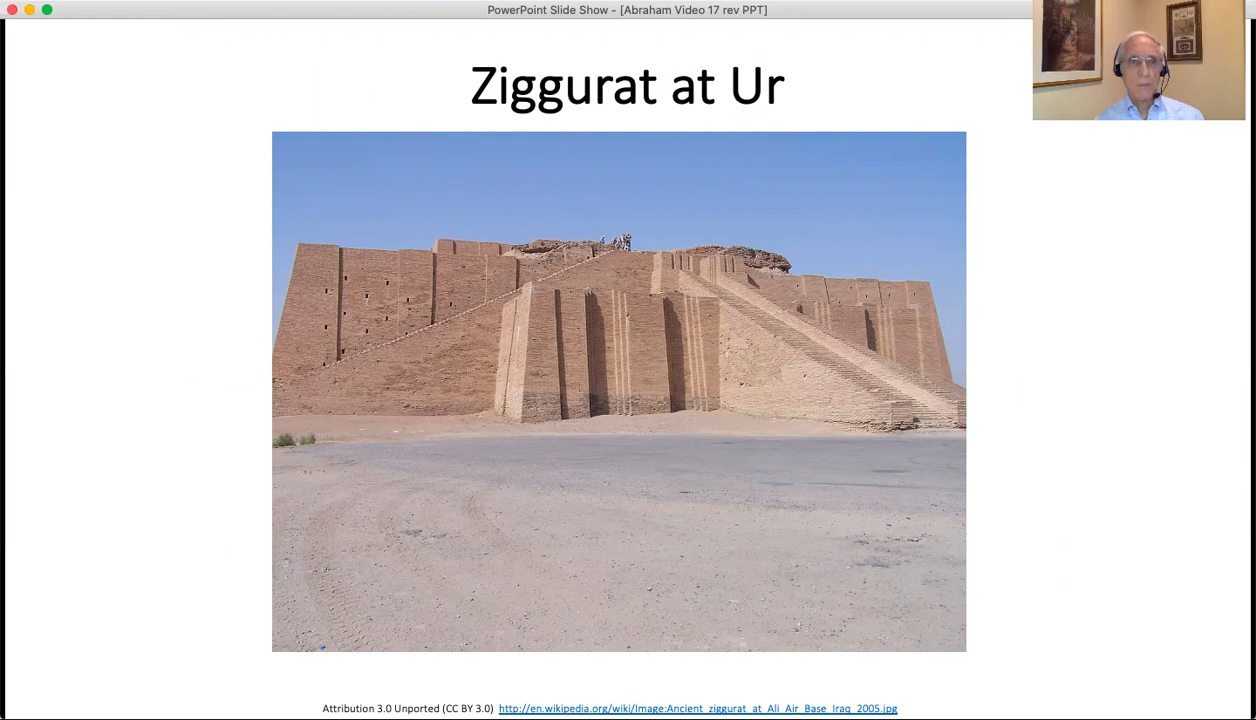 PowerPoint Slide Show - [Abraham Video 17 rev PPT]
Ziggurat at Ur
Attribution 3.0 Unported (CC BY 3.0) http://en.wikipedia.org/wiki/Image:Ancient_ziggurat_at_Ali_Air_Base_Iraq_2005.jpg